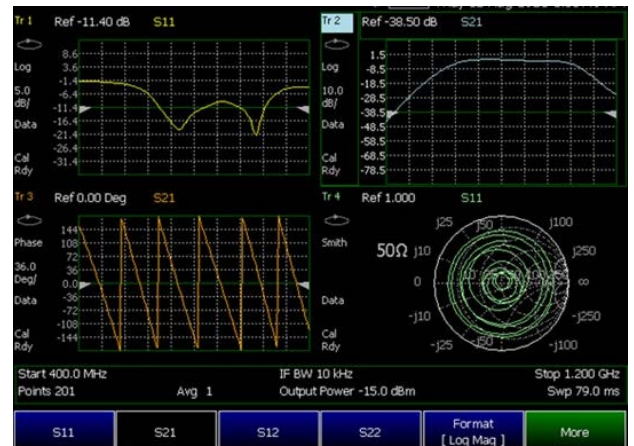 Tr 1 Ref -11.40 dB S11
Log
5.0
dB/
Data
Cal
Rdy
8.6
3.6
-1.4
-6.4
-11.4
-16.4
-21.4
-26.4
-31.4
Tr 2 Ref -38.50 dB S21
Log
10.0
dB/
Data
Cal
Rdy
1.5
-8.5
-18.5
-28.5
-38.5
-48.5
-58.5
-68.5
-78.5
Tr 3 Ref 0.00 Deg S21
Phase
36.0
Deg/
Data
Cal
Rdy
144
108
72
36
0.0
-36
-72
-108
-144
Tr 4 Ref 1.000 S11
Smith
Data
Cal
Rdy
50Ω
j10
j25
j50
j100
j250
0
∞
-j10
-j25
-j50
-j100
-j250
Start 400.0 MHz IF BW 10 kHz Stop 1.200 GHz
Points 201 Avg 1 Output Power -15.0 dBm Swp 79.0 ms
S11 S21 S12 S22 Format More
[ Log Mag ]